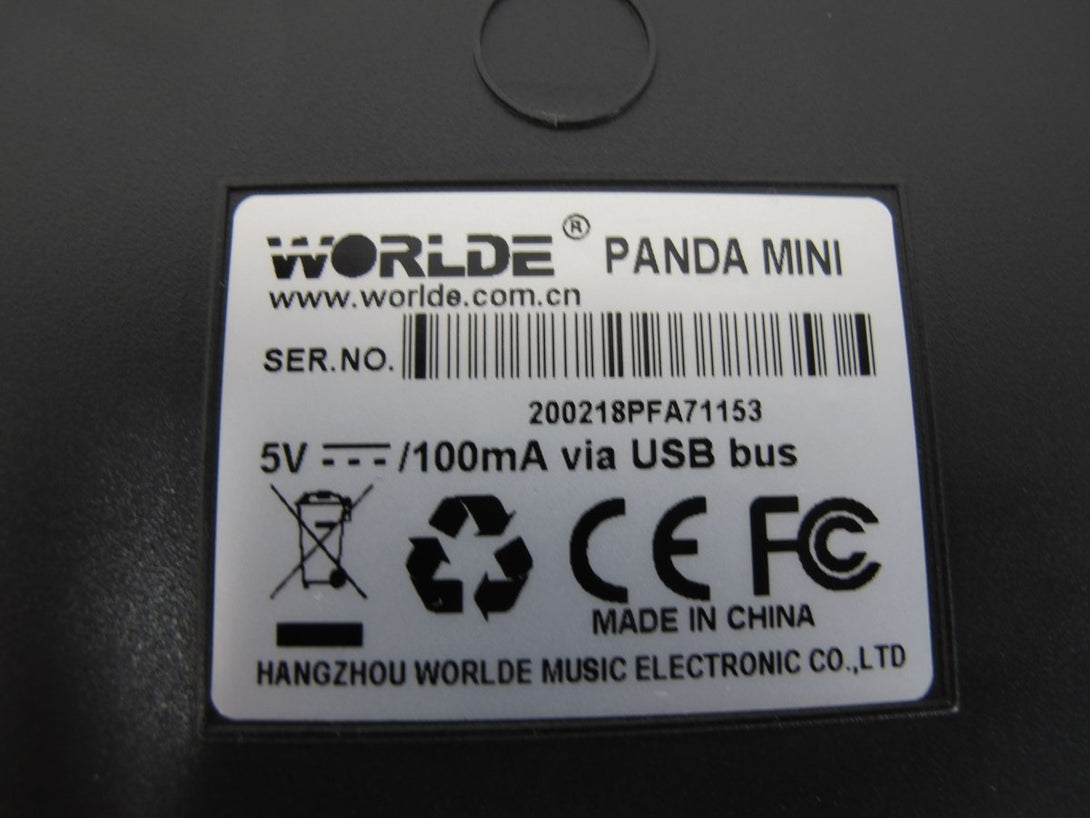 WORLDE® PANDA MINI
www.worlde.com.cn
SER.NO.
200218PFA71153
5V ⎓ /100mA via USB bus
CE FC
MADE IN CHINA
HANGZHOU WORLDE MUSIC ELECTRONIC CO.,LTD